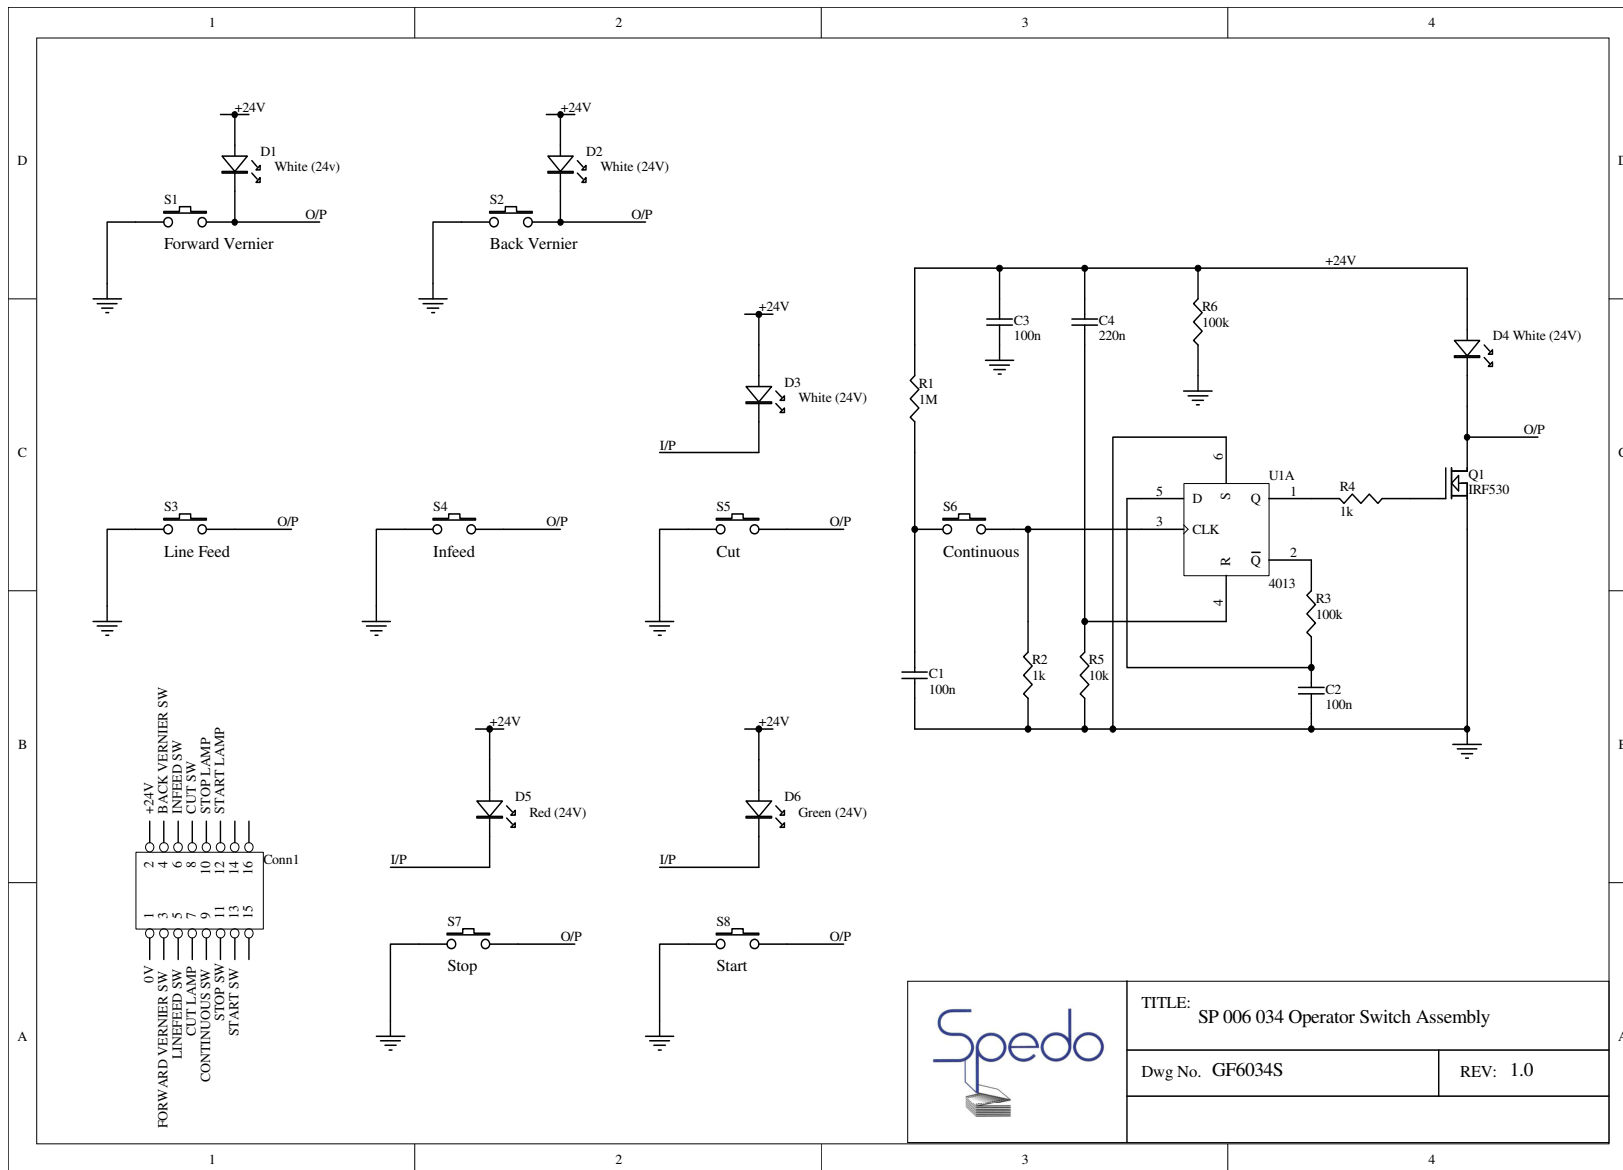 1 2 3 4
D
D
C
C
B
B
A
A
+24V
D1
White (24v)
S1
O/P
Forward Vernier
+24V
D2
White (24V)
S2
O/P
Back Vernier
+24V
D3
White (24V)
I/P
S3
O/P
Line Feed
S4
O/P
Infeed
S5
O/P
Cut
+24V
C3
100n
C4
220n
R6
100k
D4 White (24V)
R1
1M
O/P
Q1
IRF530
U1A
6
5
D
S
Q
1
R4
1k
S6
Continuous
3
CLK
R
Q
2
4013
4
R3
100k
C1
100n
R2
1k
R5
10k
C2
100n
+24V
D5
Red (24V)
I/P
+24V
D6
Green (24V)
I/P
S7
O/P
Stop
S8
O/P
Start
+24V
BACK VERNIER SW
INFEED SW
CUT SW
STOP LAMP
START LAMP
2 4 6 8 10 12 14 16
Conn1
1 3 5 7 9 11 13 15
0V
FORWARD VERNIER SW
LINEFEED SW
CUT LAMP
CONTINUOUS SW
STOP SW
START SW
Spedo
TITLE:
SP 006 034 Operator Switch Assembly
Dwg No. GF6034S
REV: 1.0
1 2 3 4